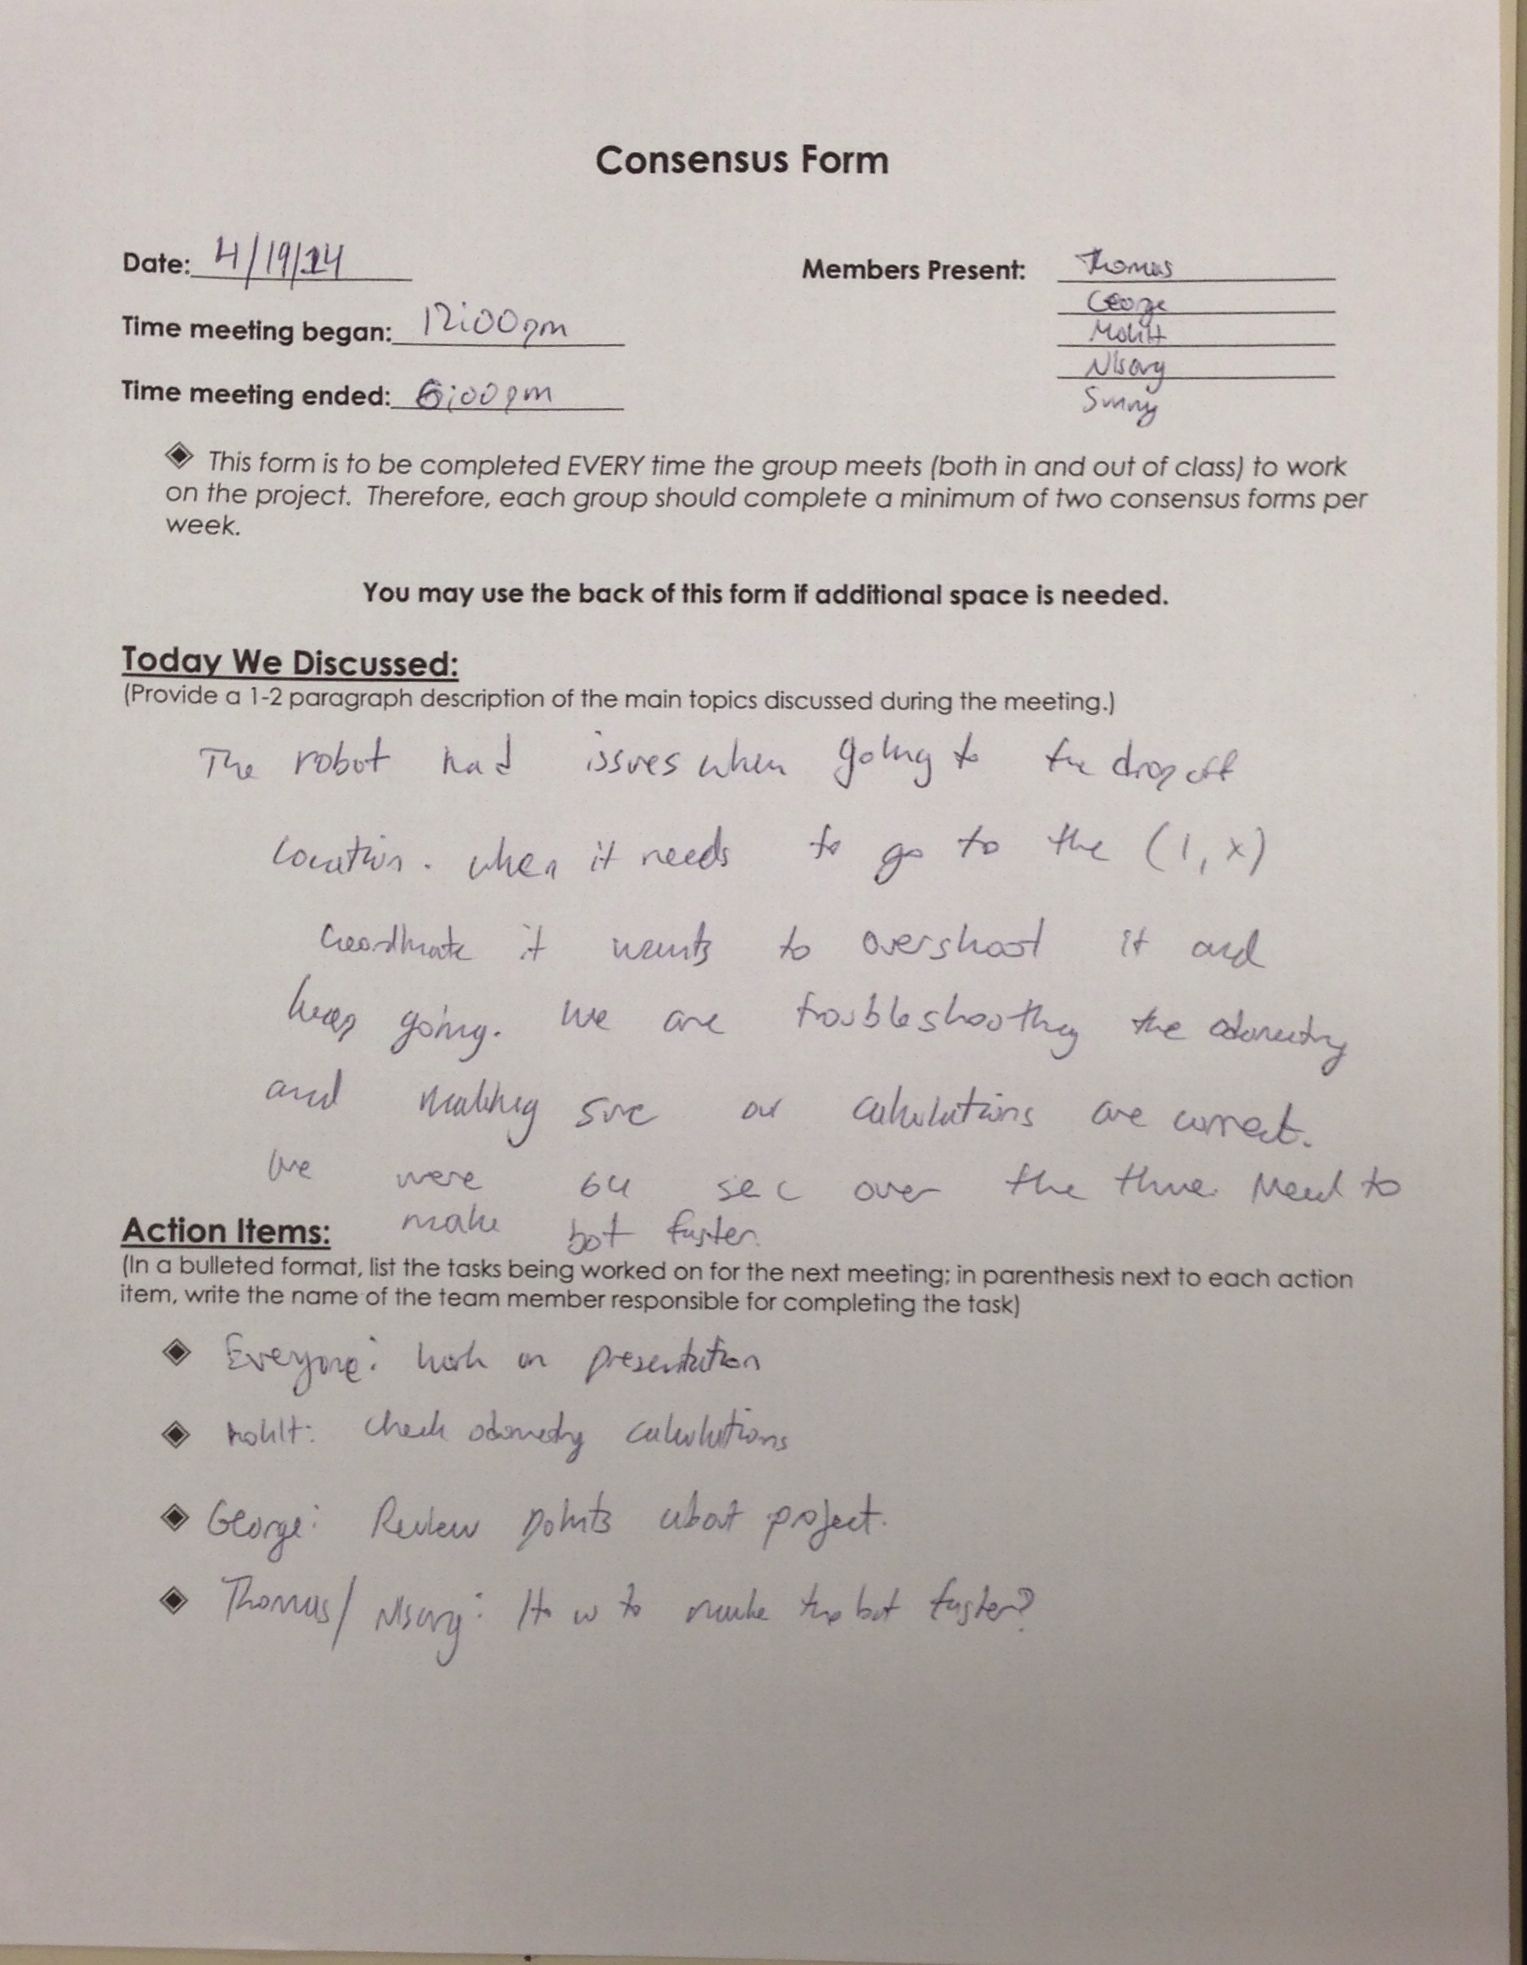 Consensus Form
Date: 4/19/14
Members Present: Thomas
George
Time meeting began: 12:00pm
Mohit
Nisarg
Time meeting ended: 6:00pm
Sunny
◈ This form is to be completed EVERY time the group meets (both in and out of class) to work
on the project. Therefore, each group should complete a minimum of two consensus forms per
week.
You may use the back of this form if additional space is needed.
Today We Discussed:
(Provide a 1-2 paragraph description of the main topics discussed during the meeting.)
The robot had issues when going to the drop off
location. when it needs to go to the (1, x)
coordinate it wants to overshoot it and
keep going. We are troubleshooting the odometry
and making sure our calculations are correct.
We were 64 sec over the time. Need to
make bot faster.
Action Items:
(In a bulleted format, list the tasks being worked on for the next meeting; in parenthesis next to each action
item, write the name of the team member responsible for completing the task)
◈ Everyone: work on presentation
◈ Mohit: check odometry calculations
◈ George: Review points about project.
◈ Thomas/ Nisarg: How to make the bot faster?